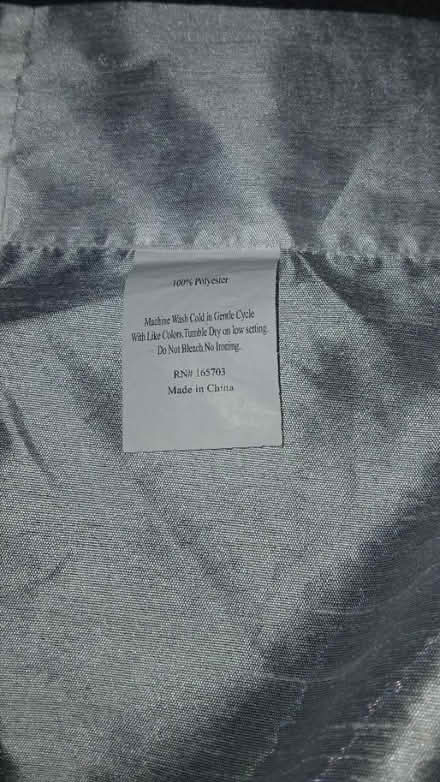 100% Polyester
Machine Wash Cold in Gentle Cycle
With Like Colors,Tumble Dry on low setting.
Do Not Bleach.No Ironing.
RN# 165703
Made in China